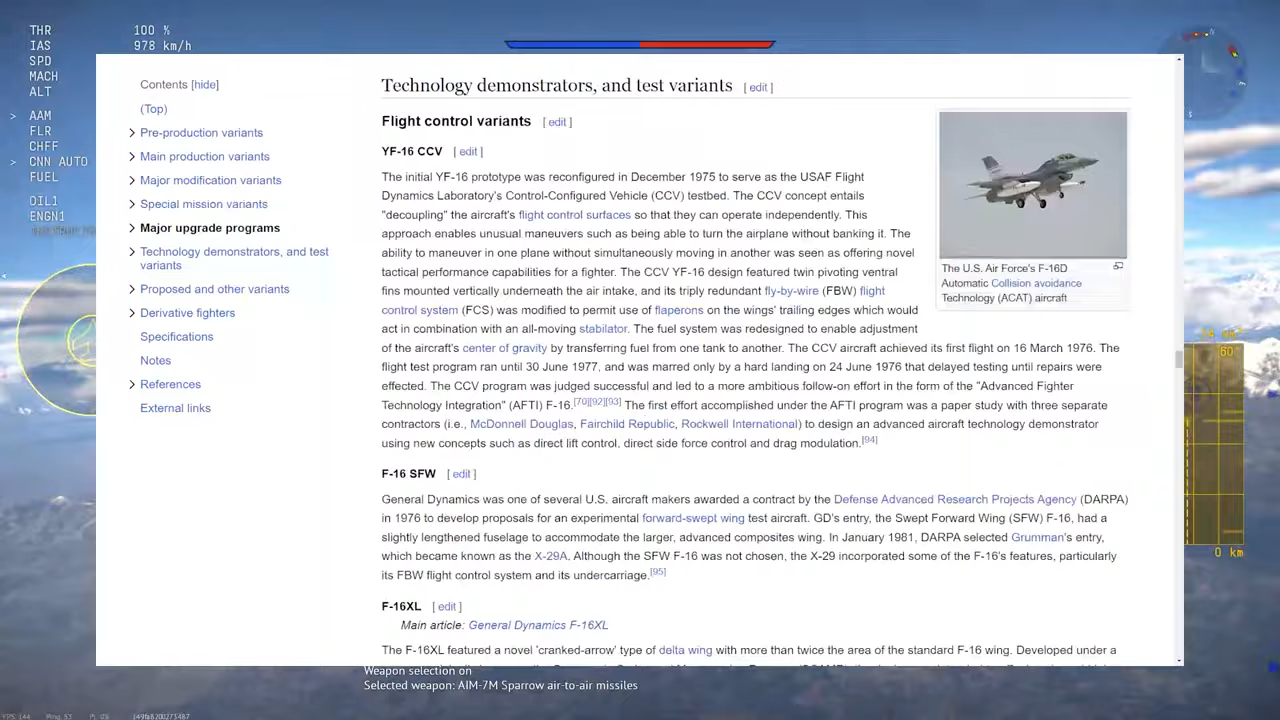 THR 100 %
IAS 978 km/h
SPD
MACH
ALT
> AAM
FLR
CHFF
> CNN AUTO
FUEL
OIL1
ENGN1
Contents [hide]
(Top)
Pre-production variants
Main production variants
Major modification variants
Special mission variants
Major upgrade programs
Technology demonstrators, and test
variants
Proposed and other variants
Derivative fighters
Specifications
Notes
References
External links
Technology demonstrators, and test variants [ edit ]
Flight control variants [ edit ]
YF-16 CCV [ edit ]
The initial YF-16 prototype was reconfigured in December 1975 to serve as the USAF Flight
Dynamics Laboratory's Control-Configured Vehicle (CCV) testbed. The CCV concept entails
"decoupling" the aircraft's flight control surfaces so that they can operate independently. This
approach enables unusual maneuvers such as being able to turn the airplane without banking it. The
ability to maneuver in one plane without simultaneously moving in another was seen as offering novel
tactical performance capabilities for a fighter. The CCV YF-16 design featured twin pivoting ventral
fins mounted vertically underneath the air intake, and its triply redundant fly-by-wire (FBW) flight
control system (FCS) was modified to permit use of flaperons on the wings' trailing edges which would
act in combination with an all-moving stabilator. The fuel system was redesigned to enable adjustment
of the aircraft's center of gravity by transferring fuel from one tank to another. The CCV aircraft achieved its first flight on 16 March 1976. The
flight test program ran until 30 June 1977, and was marred only by a hard landing on 24 June 1976 that delayed testing until repairs were
effected. The CCV program was judged successful and led to a more ambitious follow-on effort in the form of the "Advanced Fighter
Technology Integration" (AFTI) F-16.[70][92][93] The first effort accomplished under the AFTI program was a paper study with three separate
contractors (i.e., McDonnell Douglas, Fairchild Republic, Rockwell International) to design an advanced aircraft technology demonstrator
using new concepts such as direct lift control, direct side force control and drag modulation.[94]
The U.S. Air Force's F-16D
Automatic Collision avoidance
Technology (ACAT) aircraft
F-16 SFW [ edit ]
General Dynamics was one of several U.S. aircraft makers awarded a contract by the Defense Advanced Research Projects Agency (DARPA)
in 1976 to develop proposals for an experimental forward-swept wing test aircraft. GD's entry, the Swept Forward Wing (SFW) F-16, had a
slightly lengthened fuselage to accommodate the larger, advanced composites wing. In January 1981, DARPA selected Grumman's entry,
which became known as the X-29A. Although the SFW F-16 was not chosen, the X-29 incorporated some of the F-16's features, particularly
its FBW flight control system and its undercarriage.[95]
F-16XL [ edit ]
Main article: General Dynamics F-16XL
The F-16XL featured a novel 'cranked-arrow' type of delta wing with more than twice the area of the standard F-16 wing. Developed under a
60°
0 km
Weapon selection on
Selected weapon: AIM-7M Sparrow air-to-air missiles